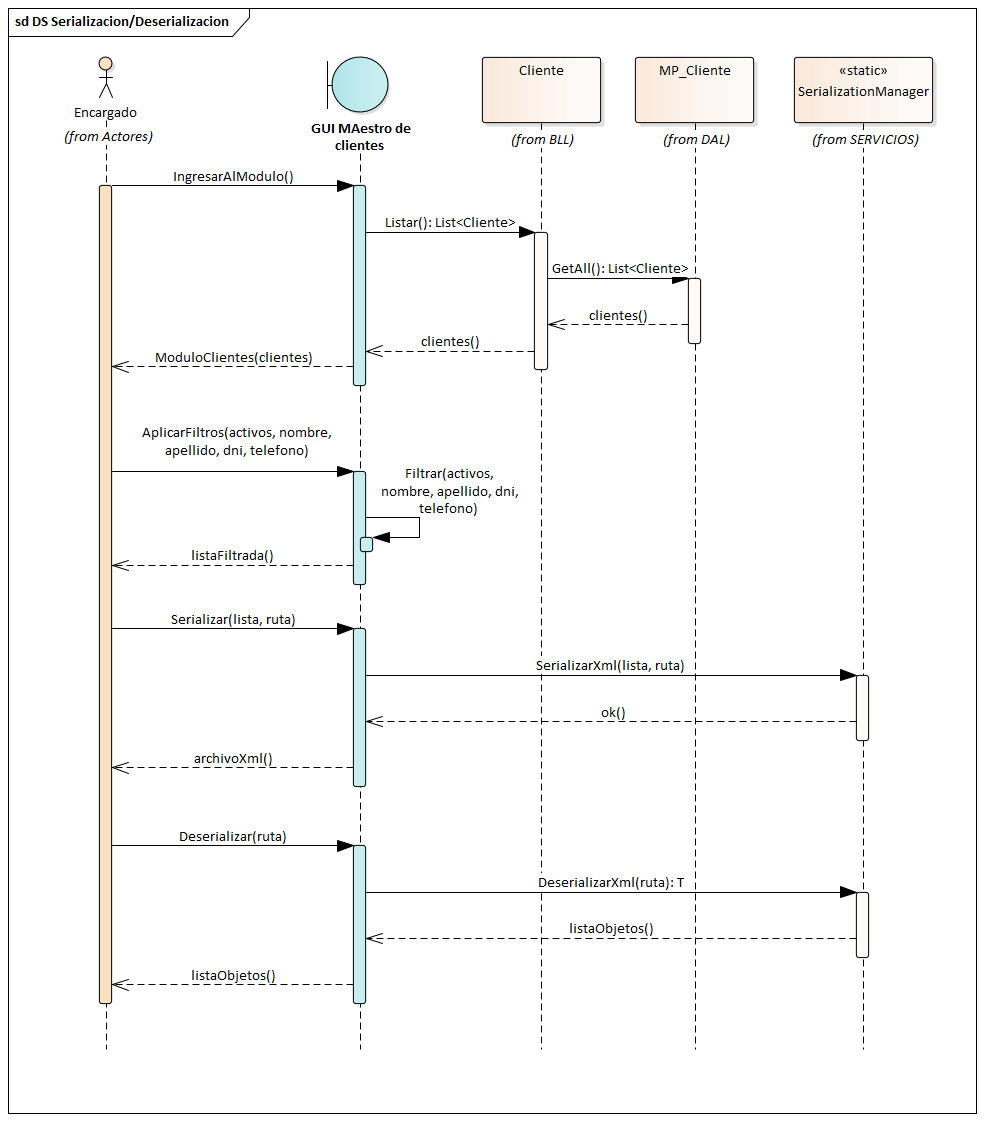 sd DS Serializacion/Deserializacion
Encargado
(from Actores)
GUI MAestro de
clientes
Cliente
(from BLL)
MP_Cliente
(from DAL)
«static»
SerializationManager
(from SERVICIOS)
IngresarAlModulo()
Listar(): List<Cliente>
GetAll(): List<Cliente>
clientes()
clientes()
ModuloClientes(clientes)
AplicarFiltros(activos, nombre,
apellido, dni, telefono)
Filtrar(activos,
nombre, apellido, dni,
telefono)
listaFiltrada()
Serializar(lista, ruta)
SerializarXml(lista, ruta)
ok()
archivoXml()
Deserializar(ruta)
DeserializarXml(ruta): T
listaObjetos()
listaObjetos()